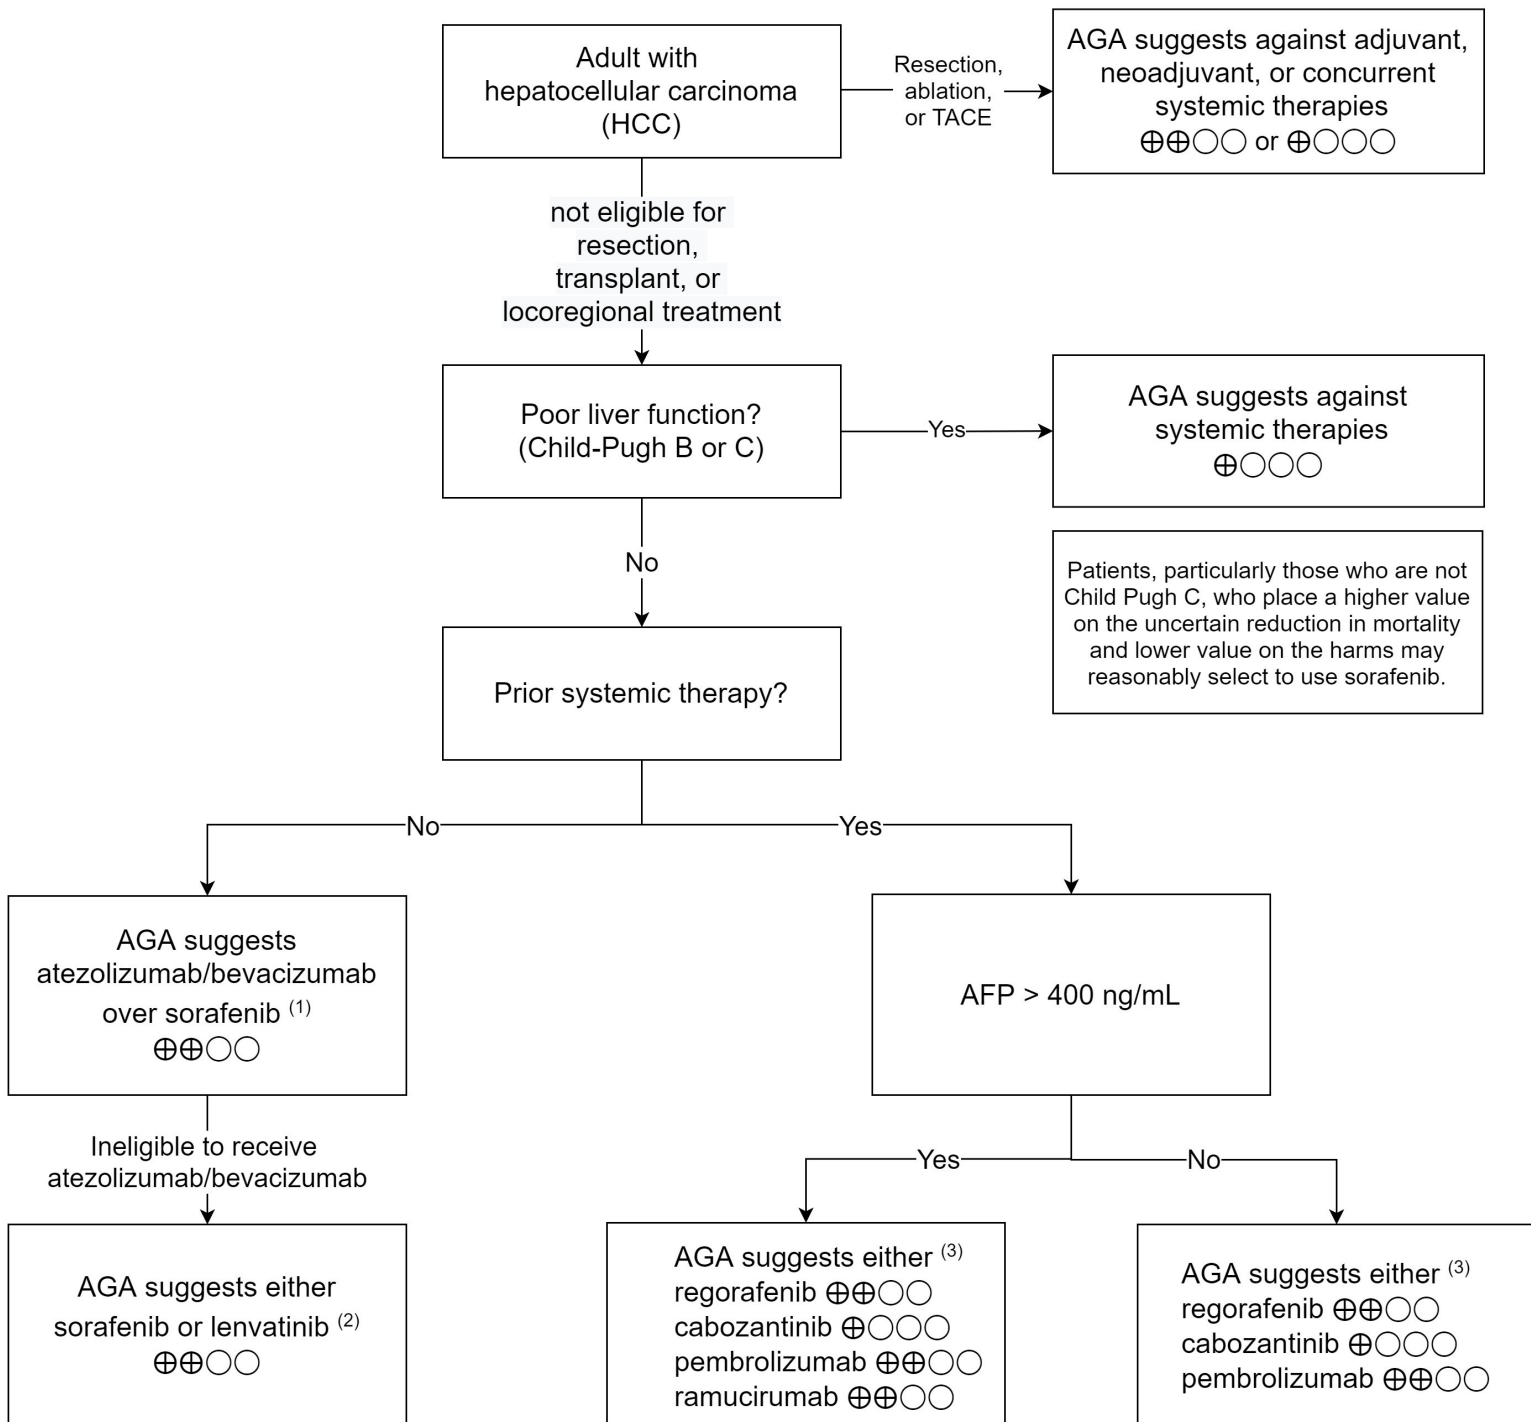 Adult with
hepatocellular carcinoma
(HCC)
Resection,
ablation,
or TACE
AGA suggests against adjuvant,
neoadjuvant, or concurrent
systemic therapies
⨁⨁◯◯ or ⨁◯◯◯
not eligible for
resection,
transplant, or
locoregional treatment
Poor liver function?
(Child-Pugh B or C)
Yes
AGA suggests against
systemic therapies
⨁◯◯◯
Patients, particularly those who are not
Child Pugh C, who place a higher value
on the uncertain reduction in mortality
and lower value on the harms may
reasonably select to use sorafenib.
No
Prior systemic therapy?
No
Yes
AGA suggests
atezolizumab/bevacizumab
over sorafenib (1)
⨁⨁◯◯
Ineligible to receive
atezolizumab/bevacizumab
AGA suggests either
sorafenib or lenvatinib (2)
⨁⨁◯◯
AFP > 400 ng/mL
Yes
No
AGA suggests either (3)
regorafenib ⨁⨁◯◯
cabozantinib ⨁◯◯◯
pembrolizumab ⨁⨁◯◯
ramucirumab ⨁⨁◯◯
AGA suggests either (3)
regorafenib ⨁⨁◯◯
cabozantinib ⨁◯◯◯
pembrolizumab ⨁⨁◯◯